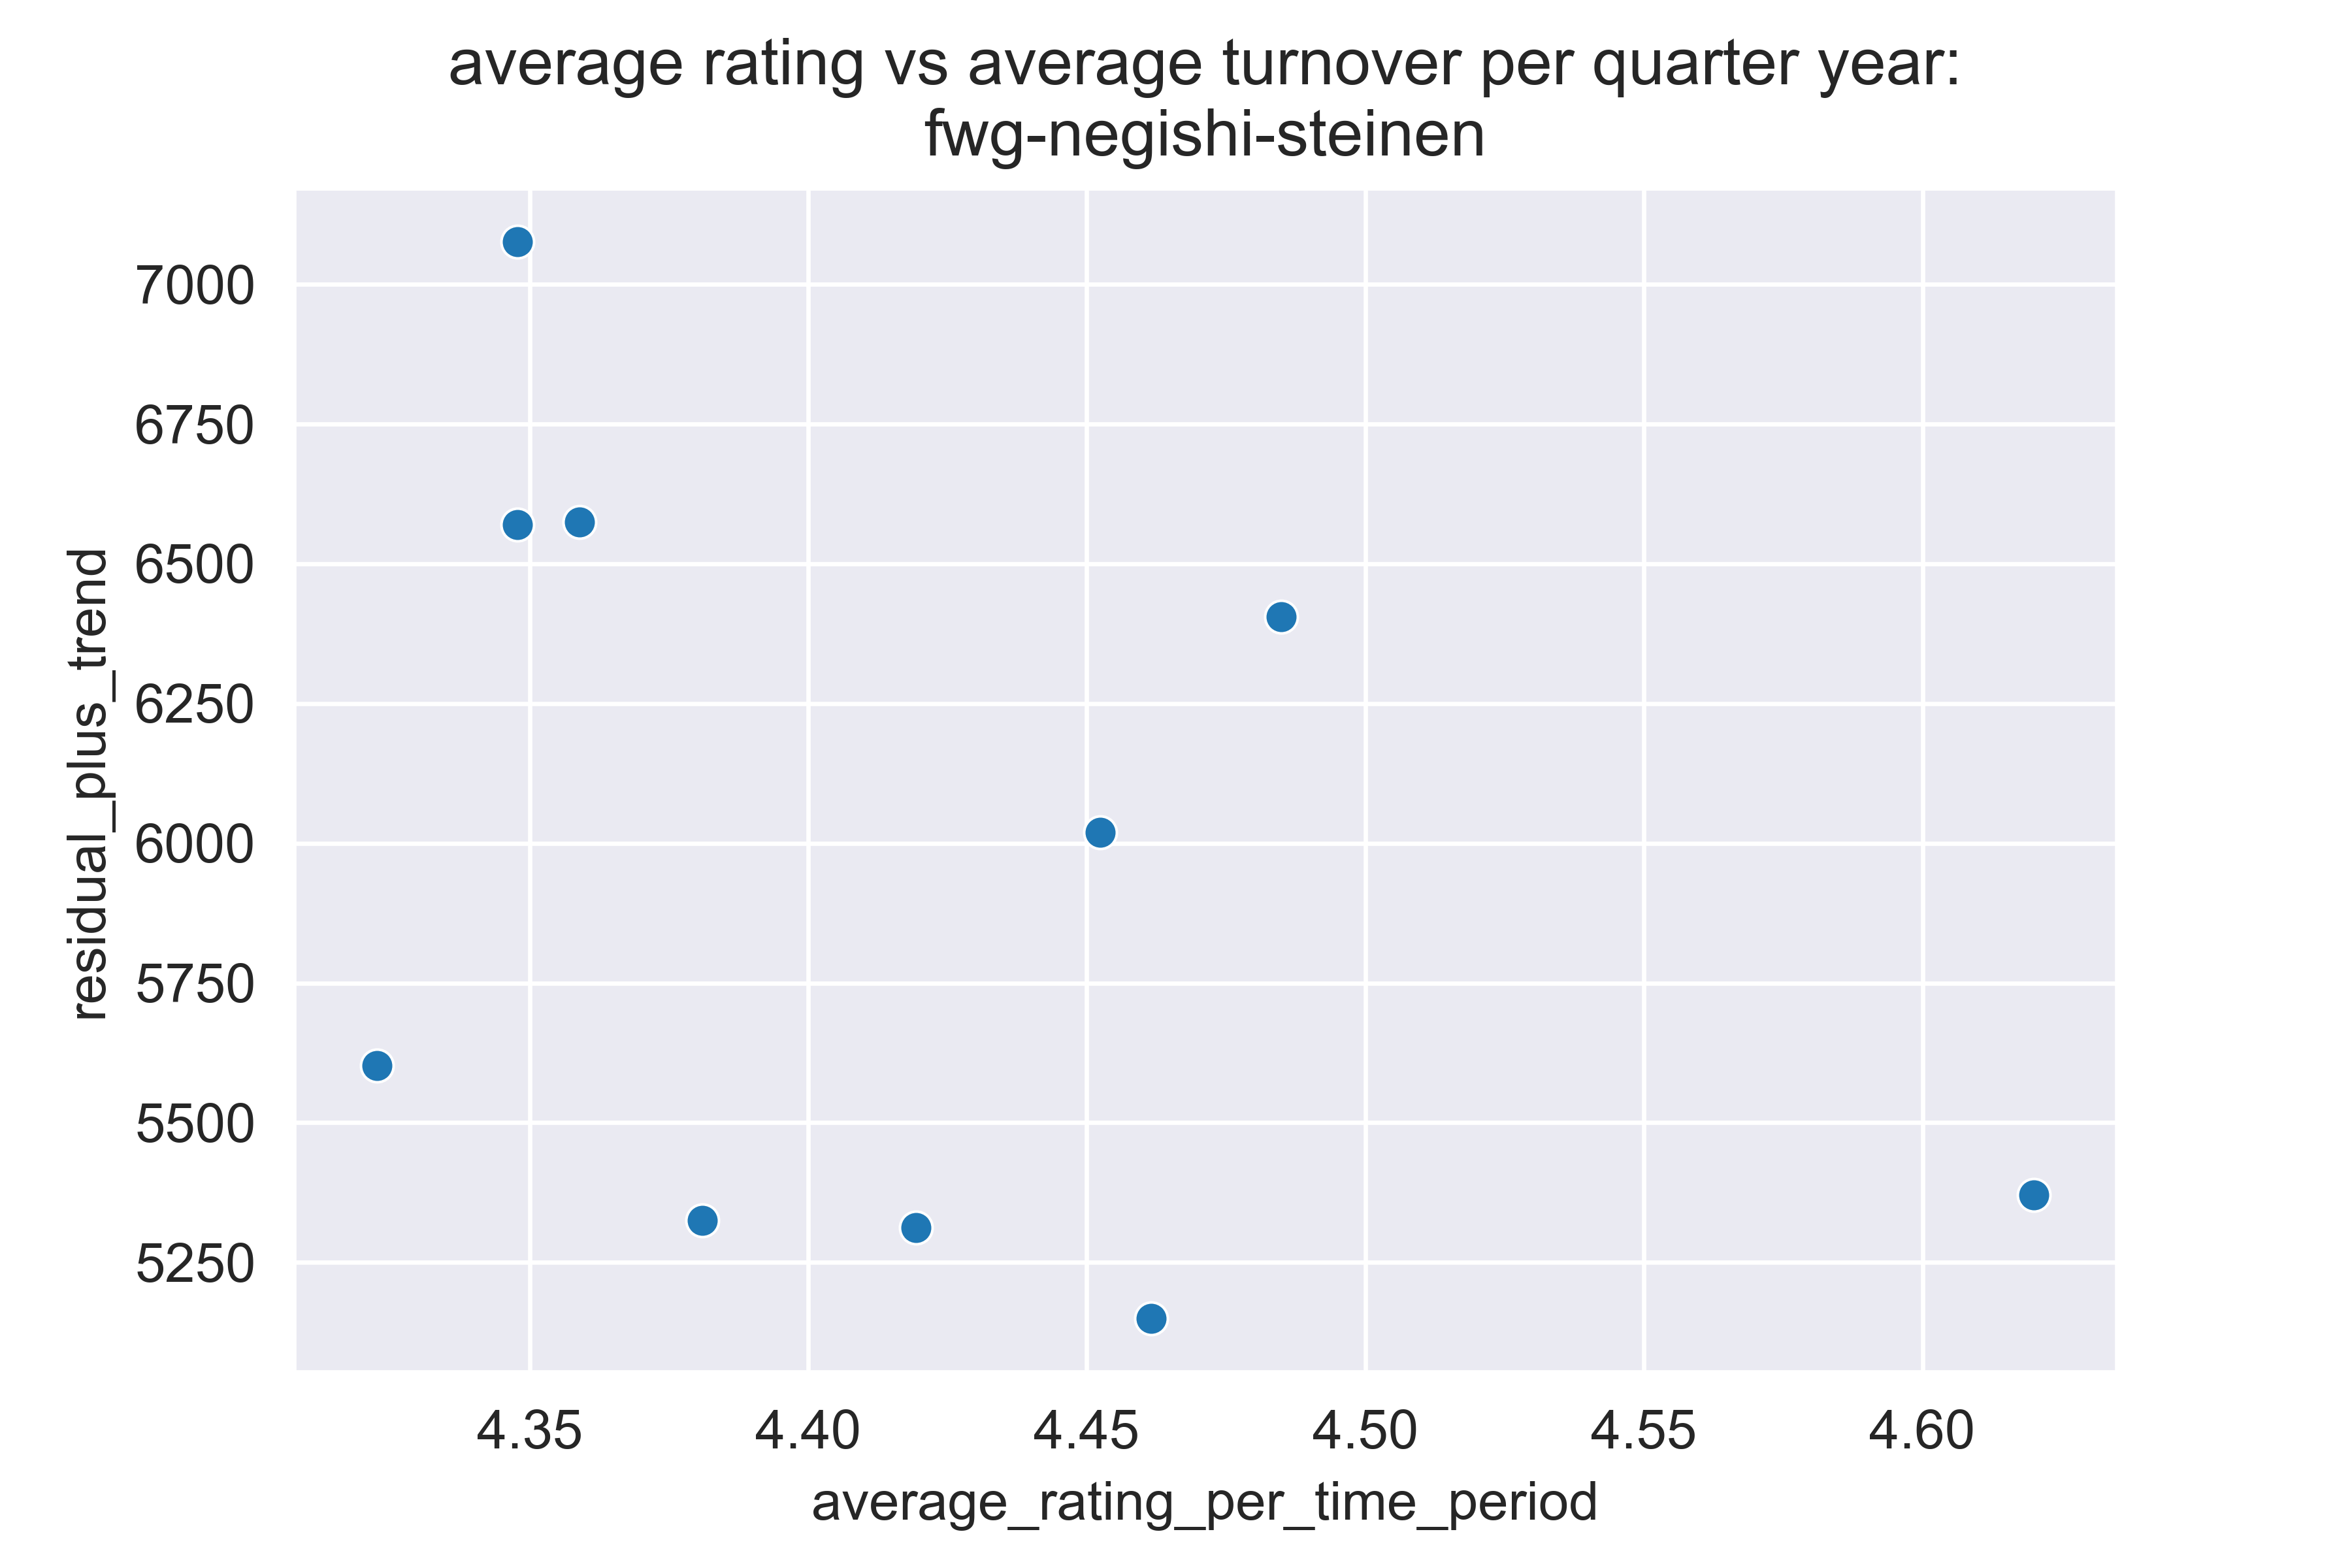 average rating vs average turnover per quarter year:
fwg-negishi-steinen
7000
6750
6500
6250
6000
5750
5500
5250
residual_plus_trend
4.35 4.40 4.45 4.50 4.55 4.60
average_rating_per_time_period